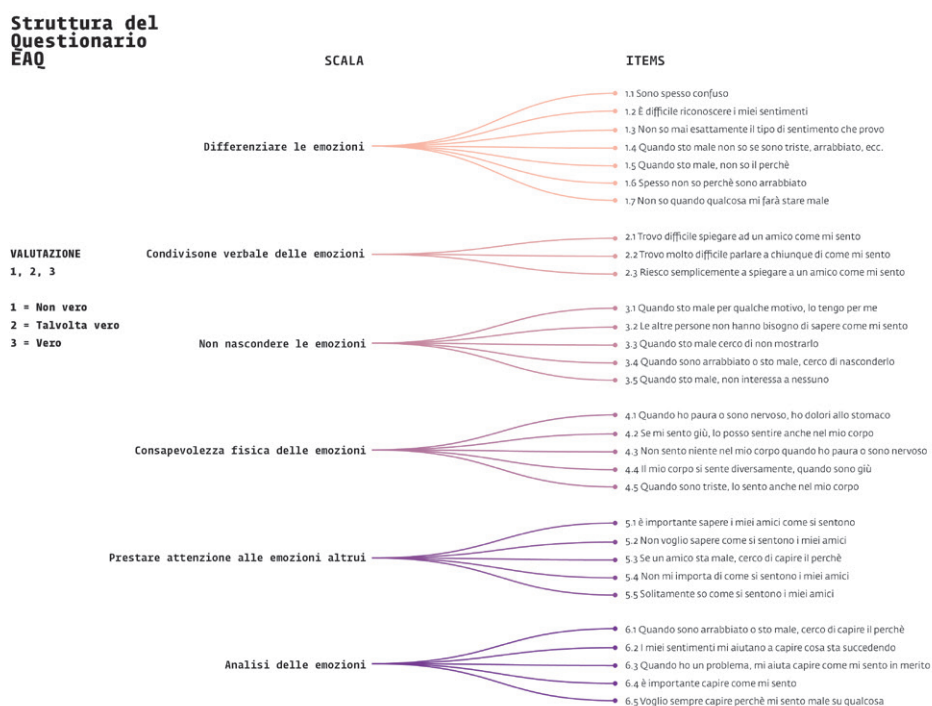 Struttura del
Questionario
EAQ
SCALA
ITEMS
Differenziare le emozioni
1.1 Sono spesso confuso
1.2 È difficile riconoscere i miei sentimenti
1.3 Non so mai esattamente il tipo di sentimento che provo
1.4 Quando sto male non so se sono triste, arrabbiato, ecc.
1.5 Quando sto male, non so il perchè
1.6 Spesso non so perchè sono arrabbiato
1.7 Non so quando qualcosa mi farà stare male
VALUTAZIONE
1, 2, 3
1 = Non vero
2 = Talvolta vero
3 = Vero
Condivisone verbale delle emozioni
2.1 Trovo difficile spiegare ad un amico come mi sento
2.2 Trovo molto difficile parlare a chiunque di come mi sento
2.3 Riesco semplicemente a spiegare a un amico come mi sento
Non nascondere le emozioni
3.1 Quando sto male per qualche motivo, lo tengo per me
3.2 Le altre persone non hanno bisogno di sapere come mi sento
3.3 Quando sto male cerco di non mostrarlo
3.4 Quando sono arrabbiato o sto male, cerco di nasconderlo
3.5 Quando sto male, non interessa a nessuno
Consapevolezza fisica delle emozioni
4.1 Quando ho paura o sono nervoso, ho dolori allo stomaco
4.2 Se mi sento giù, lo posso sentire anche nel mio corpo
4.3 Non sento niente nel mio corpo quando ho paura o sono nervoso
4.4 Il mio corpo si sente diversamente, quando sono giù
4.5 Quando sono triste, lo sento anche nel mio corpo
Prestare attenzione alle emozioni altrui
5.1 è importante sapere i miei amici come si sentono
5.2 Non voglio sapere come si sentono i miei amici
5.3 Se un amico sta male, cerco di capire il perchè
5.4 Non mi importa di come si sentono i miei amici
5.5 Solitamente so come si sentono i miei amici
Analisi delle emozioni
6.1 Quando sono arrabbiato o sto male, cerco di capire il perchè
6.2 I miei sentimenti mi aiutano a capire cosa sta succedendo
6.3 Quando ho un problema, mi aiuta capire come mi sento in merito
6.4 è importante capire come mi sento
6.5 Voglio sempre capire perchè mi sento male su qualcosa